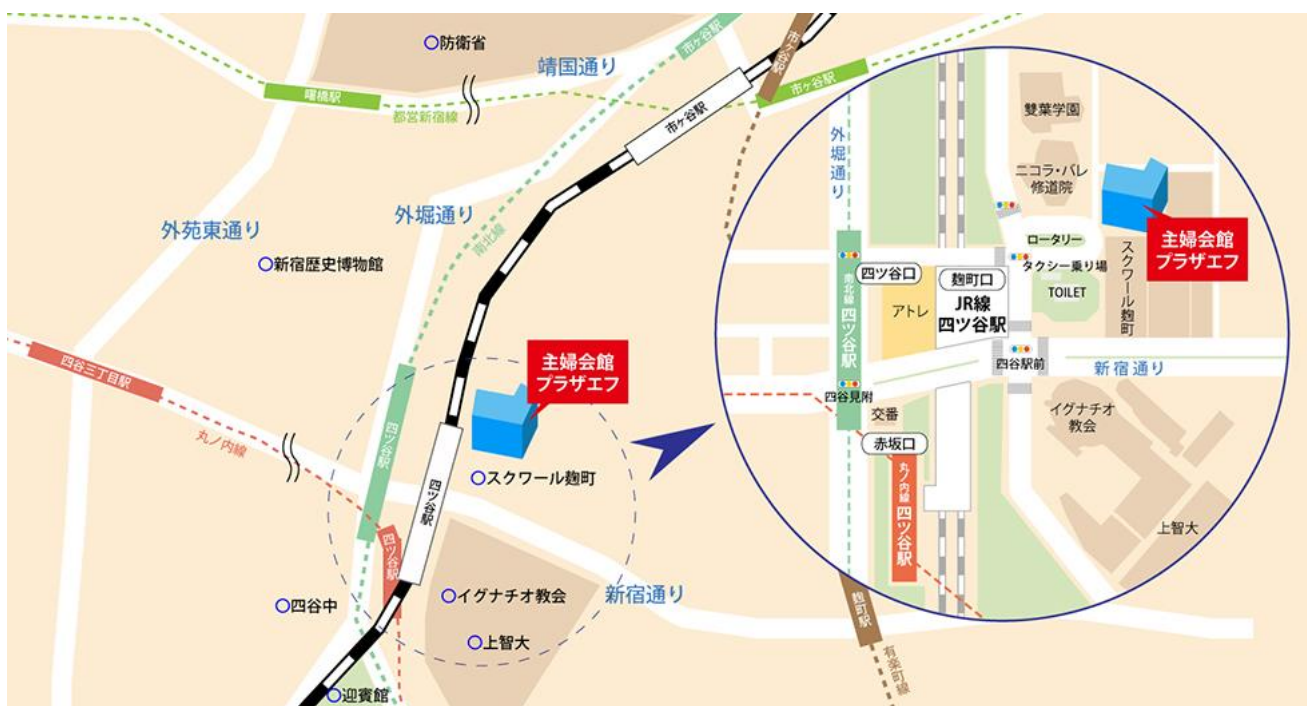 防衛省
靖国通り
市ヶ谷駅
市ヶ谷駅
市ヶ谷駅
市ヶ谷駅
曙橋駅
都営新宿線
外苑東通り
外堀通り
南北線
新宿歴史博物館
四谷三丁目駅
丸ノ内線
主婦会館
プラザエフ
四ツ谷駅
四ツ谷駅
四ツ谷駅
スクワール麹町
四谷中
イグナチオ教会
新宿通り
上智大
迎賓館
麹町駅
有楽町線
外堀通り
雙葉学園
ニコラ・バレ
修道院
主婦会館
プラザエフ
ロータリー
タクシー乗り場
TOILET
スクワール麹町
四ツ谷口
麹町口
アトレ
JR線
四ツ谷駅
南北線 四ツ谷駅
四谷駅前
新宿通り
四谷見附
交番
赤坂口
丸ノ内線 四ツ谷駅
イグナチオ
教会
上智大